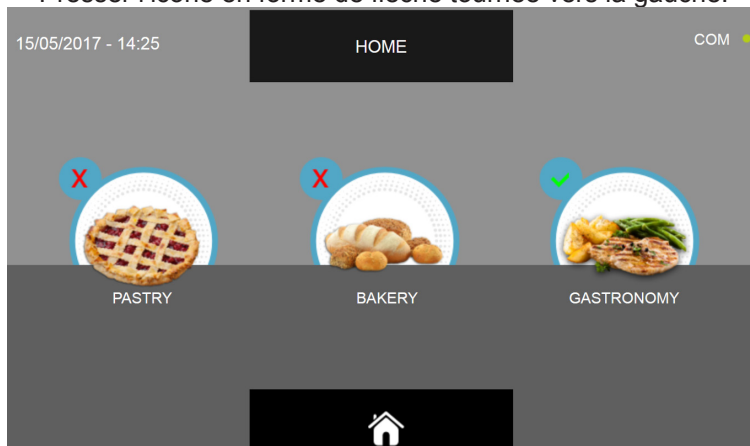 Presser l'icône en forme de flèche tournée vers la gauche.
15/05/2017 - 14:25
HOME
COM
X
X
PASTRY
BAKERY
GASTRONOMY